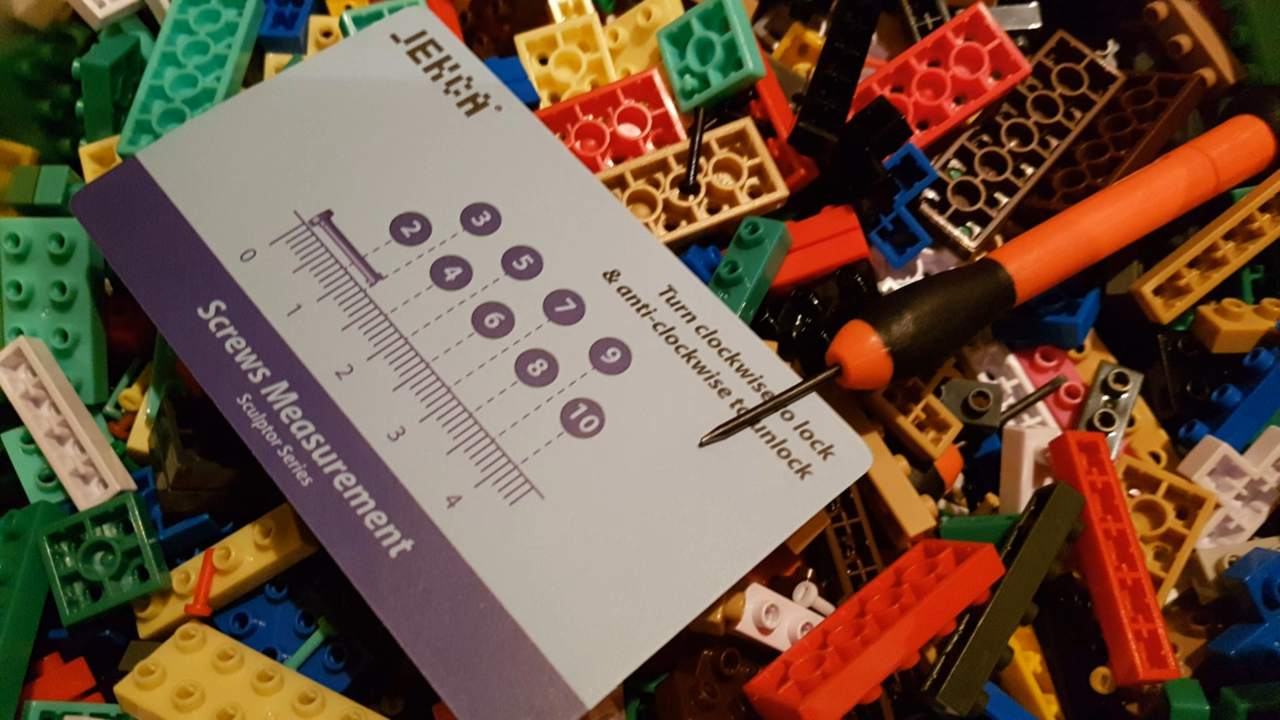 JEKCA
Turn clockwise to lock
& anti-clockwise to unlock
2
3
4
5
6
7
8
9
10
0
1
2
3
4
Screws Measurement
Sculptor Series